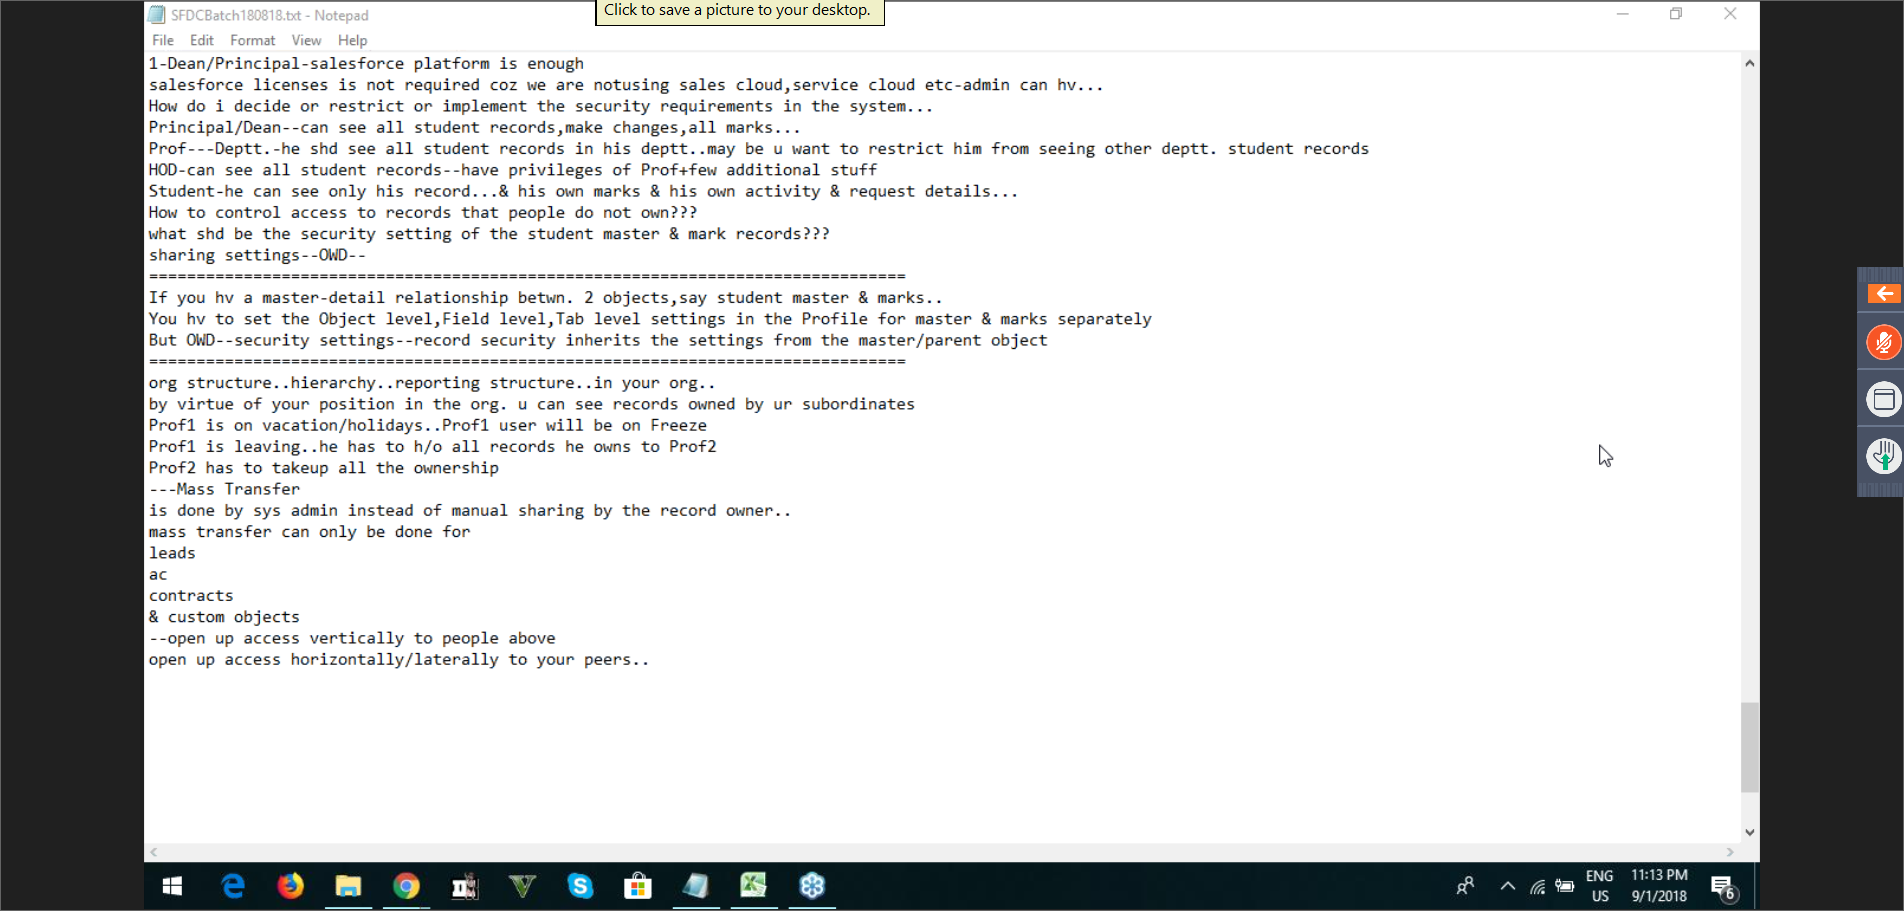 SFDCBatch180818.txt - Notepad
Click to save a picture to your desktop.
File Edit Format View Help
1-Dean/Principal-salesforce platform is enough
salesforce licenses is not required coz we are notusing sales cloud,service cloud etc-admin can hv...
How do i decide or restrict or implement the security requirements in the system...
Principal/Dean--can see all student records,make changes,all marks...
Prof---Deptt.-he shd see all student records in his deptt..may be u want to restrict him from seeing other deptt. student records
HOD-can see all student records--have privileges of Prof+few additional stuff
Student-he can see only his record...& his own marks & his own activity & request details...
How to control access to records that people do not own???
what shd be the security setting of the student master & mark records???
sharing settings--OWD--
================================================================================
If you hv a master-detail relationship betwn. 2 objects,say student master & marks..
You hv to set the Object level,Field level,Tab level settings in the Profile for master & marks separately
But OWD--security settings--record security inherits the settings from the master/parent object
================================================================================
org structure..hierarchy..reporting structure..in your org..
by virtue of your position in the org. u can see records owned by ur subordinates
Prof1 is on vacation/holidays..Prof1 user will be on Freeze
Prof1 is leaving..he has to h/o all records he owns to Prof2
Prof2 has to takeup all the ownership
---Mass Transfer
is done by sys admin instead of manual sharing by the record owner..
mass transfer can only be done for
leads
ac
contracts
& custom objects
--open up access vertically to people above
open up access horizontally/laterally to your peers..
ENG
US
11:13 PM
9/1/2018
6